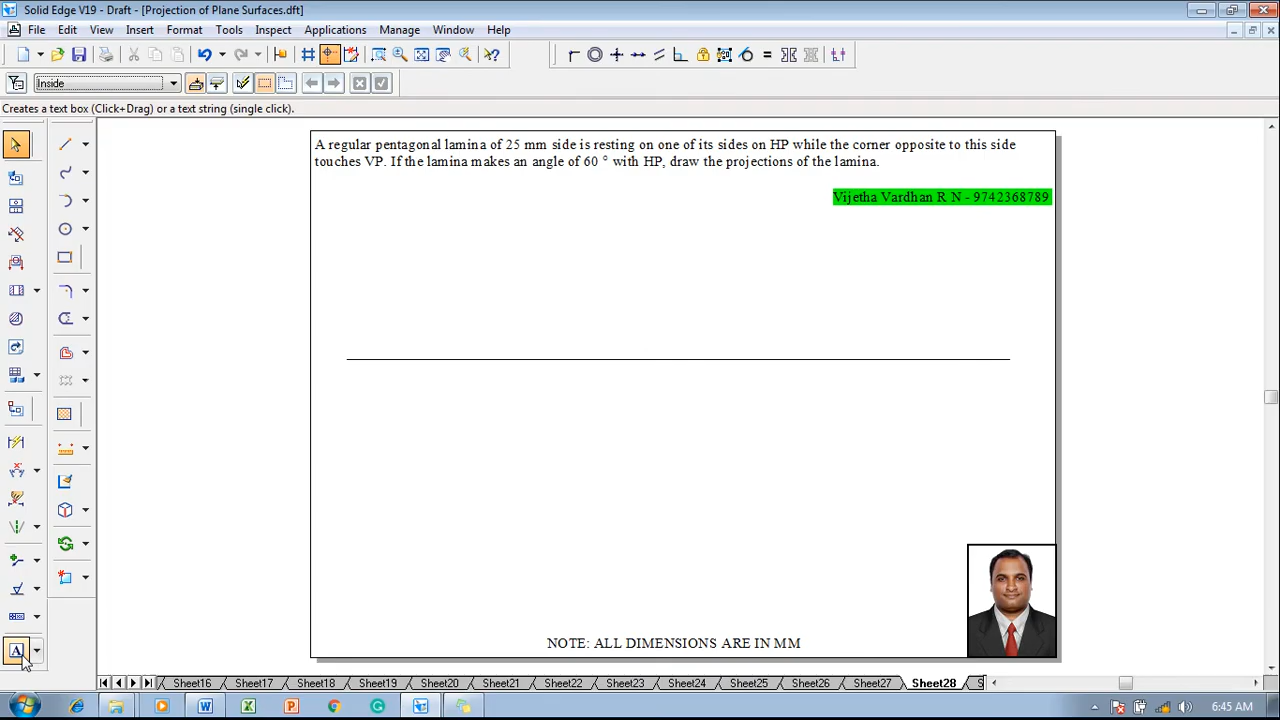 Solid Edge V19 - Draft - [Projection of Plane Surfaces.dft]
File Edit View Insert Format Tools Inspect Applications Manage Window Help
Inside
Creates a text box (Click+Drag) or a text string (single click).
A regular pentagonal lamina of 25 mm side is resting on one of its sides on HP while the corner opposite to this side
touches VP. If the lamina makes an angle of 60 ° with HP, draw the projections of the lamina.
Vijetha Vardhan R N - 9742368789
NOTE: ALL DIMENSIONS ARE IN MM
Sheet16 Sheet17 Sheet18 Sheet19 Sheet20 Sheet21 Sheet22 Sheet23 Sheet24 Sheet25 Sheet26 Sheet27 Sheet28 S
6:45 AM